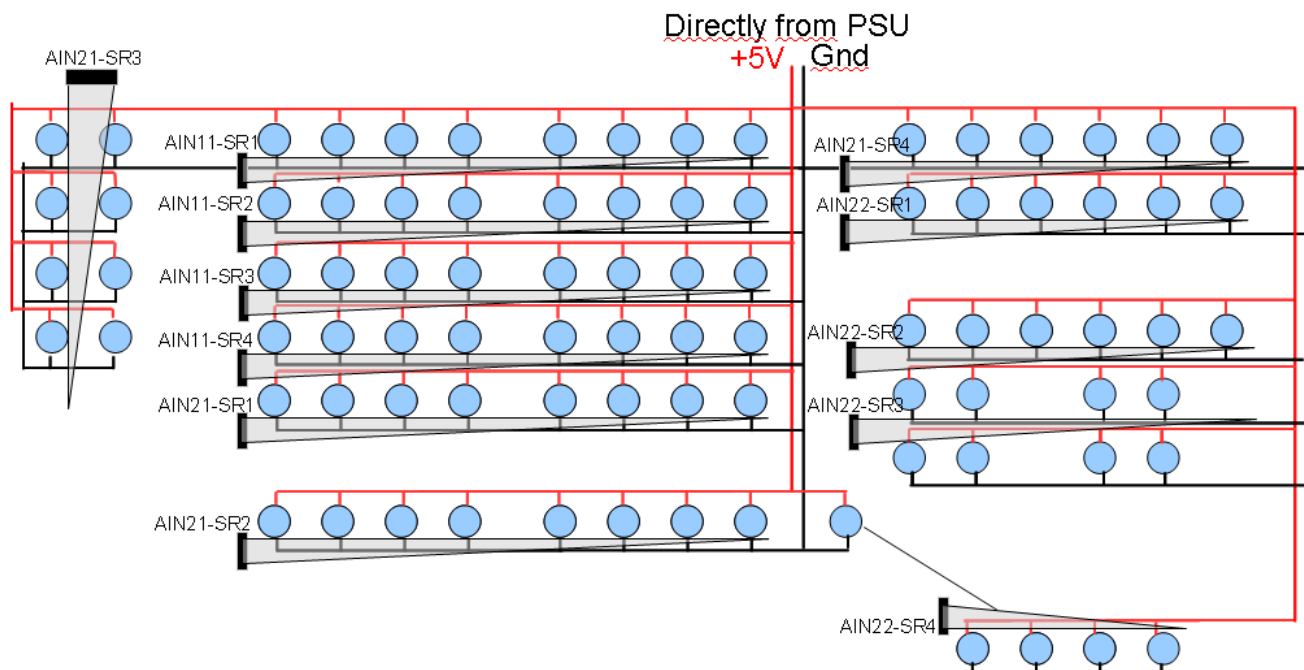 Directly from PSU
+5V Gnd
AIN21-SR3
AIN11-SR1
AIN21-SR4
AIN11-SR2
AIN22-SR1
AIN11-SR3
AIN11-SR4
AIN22-SR2
AIN21-SR1
AIN22-SR3
AIN21-SR2
AIN22-SR4